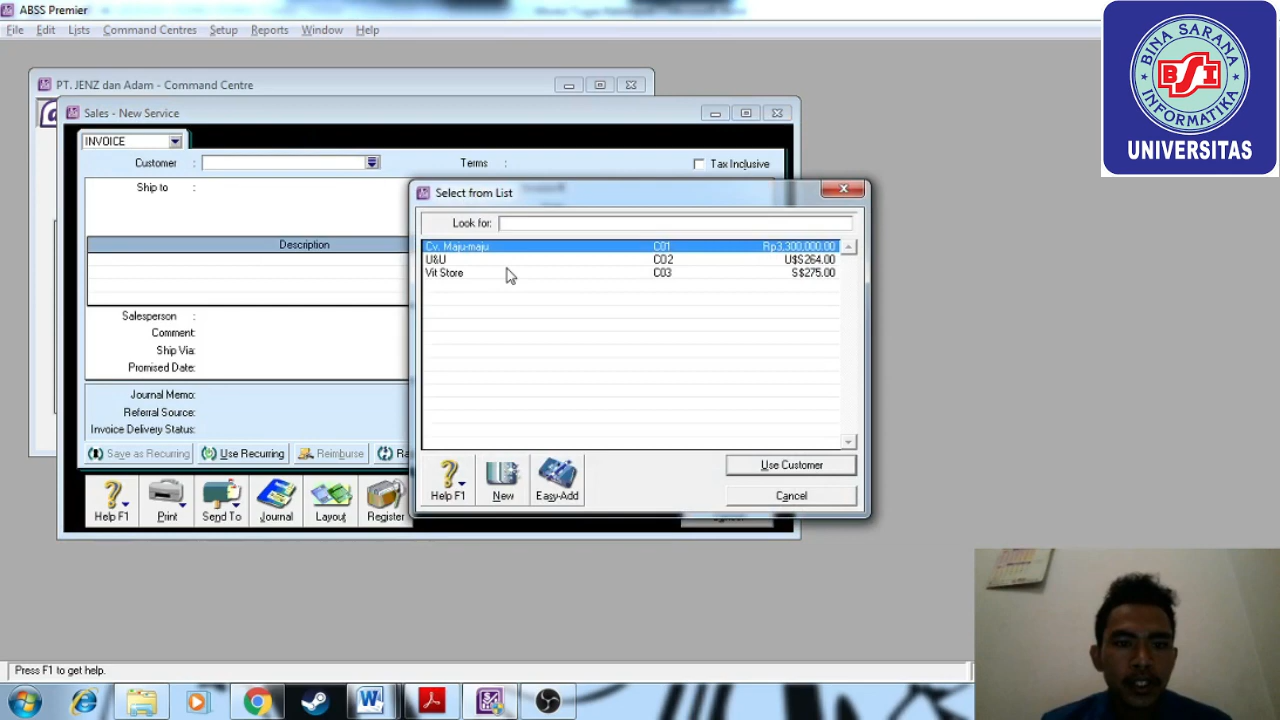 ABSS Premier
File Edit Lists Command Centres Setup Reports Window Help
PT. JENZ dan Adam - Command Centre
Sales - New Service
INVOICE
Customer :
Terms :
Tax Inclusive
Ship to :
Description
Salesperson :
Comment:
Ship Via:
Promised Date:
Journal Memo:
Referral Source:
Invoice Delivery Status:
Save as Recurring Use Recurring Reimburse
Help F1 Print Send To Journal Layout Register
Select from List
Look for:
Cv. Maju-maju C01 Rp3,300,000.00
U&U C02 U$S264.00
Vit Store C03 S$275.00
Help F1 New Easy-Add
Use Customer
Cancel
Press F1 to get help.
BINA SARANA
BSI
INFORMATIKA
UNIVERSITAS